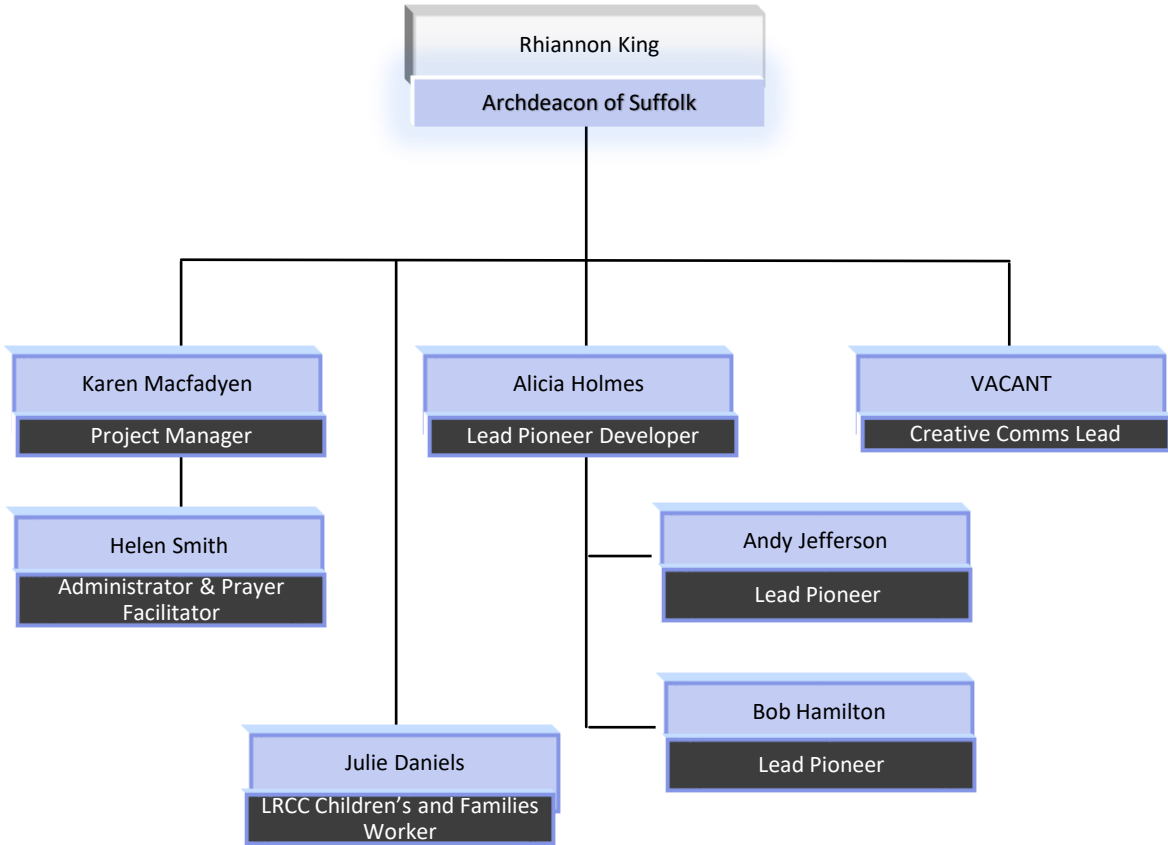 Rhiannon King
Archdeacon of Suffolk
Karen Macfadyen
Project Manager
Alicia Holmes
Lead Pioneer Developer
VACANT
Creative Comms Lead
Helen Smith
Administrator & Prayer
Facilitator
Andy Jefferson
Lead Pioneer
Bob Hamilton
Lead Pioneer
Julie Daniels
LRCC Children’s and Families
Worker